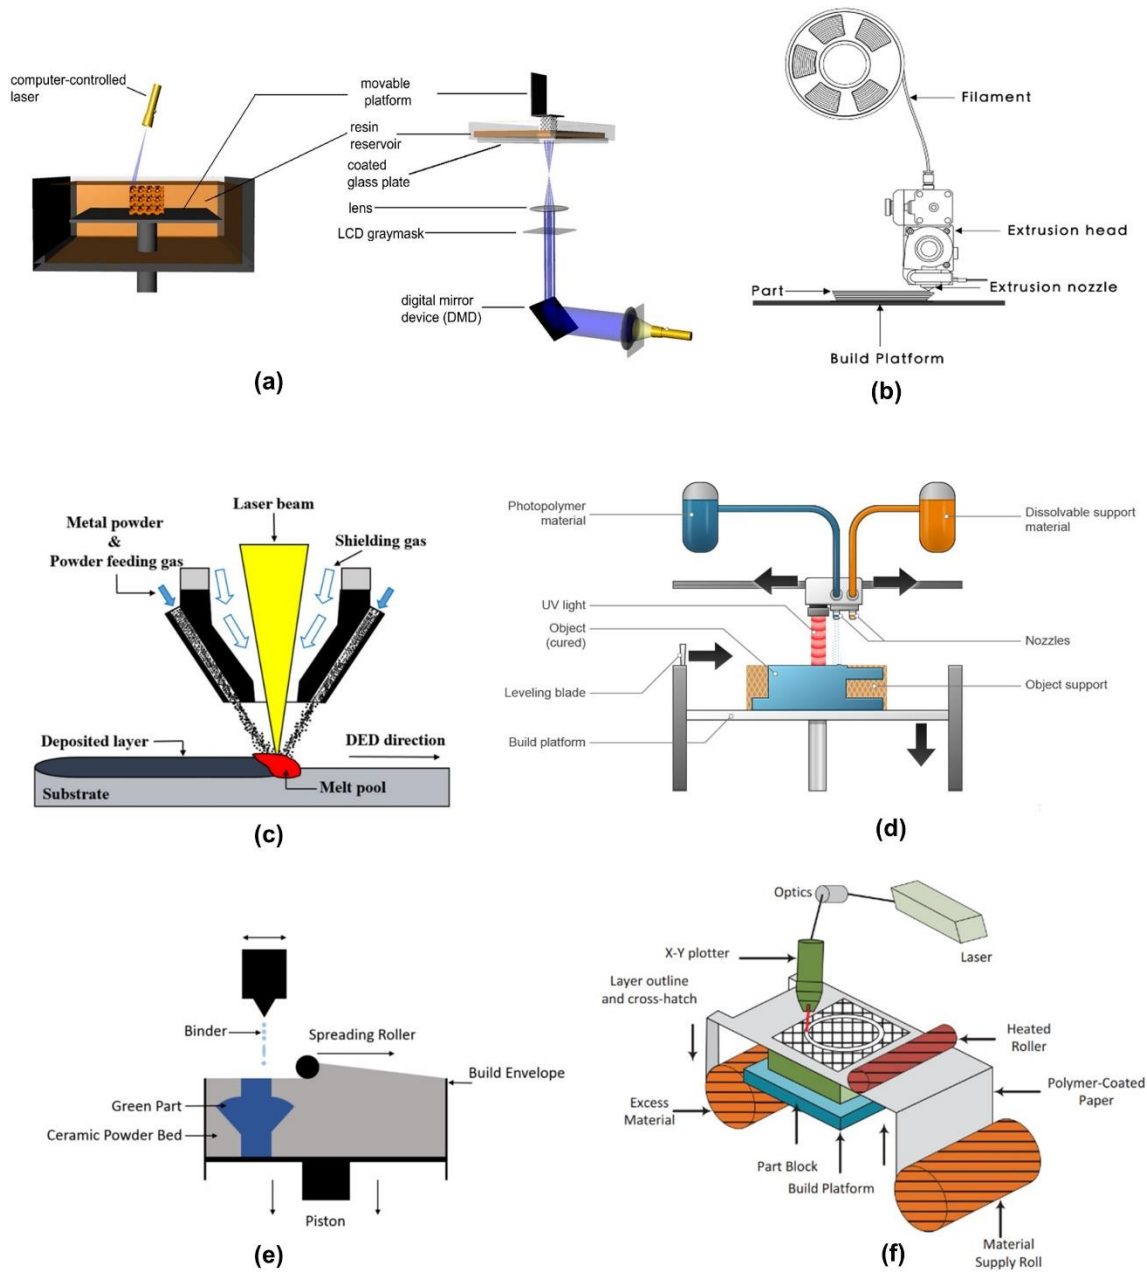 computer-controlled
laser
movable
platform
resin
reservoir
coated
glass plate
lens
LCD graymask
digital mirror
device (DMD)
(a)
Filament
Extrusion head
Extrusion nozzle
Part
Build Platform
(b)
Laser beam
Metal powder
&
Powder feeding gas
Shielding gas
Deposited layer
DED direction
Melt pool
Substrate
(c)
Photopolymer
material
Dissolvable support
material
UV light
Object
(cured)
Nozzles
Leveling blade
Object support
Build platform
(d)
Binder
Spreading Roller
Build Envelope
Green Part
Ceramic Powder Bed
Piston
(e)
Optics
X-Y plotter
Laser
Layer outline
and cross-hatch
Heated
Roller
Polymer-Coated
Paper
Excess
Material
Part Block
Build Platform
Material
Supply Roll
(f)